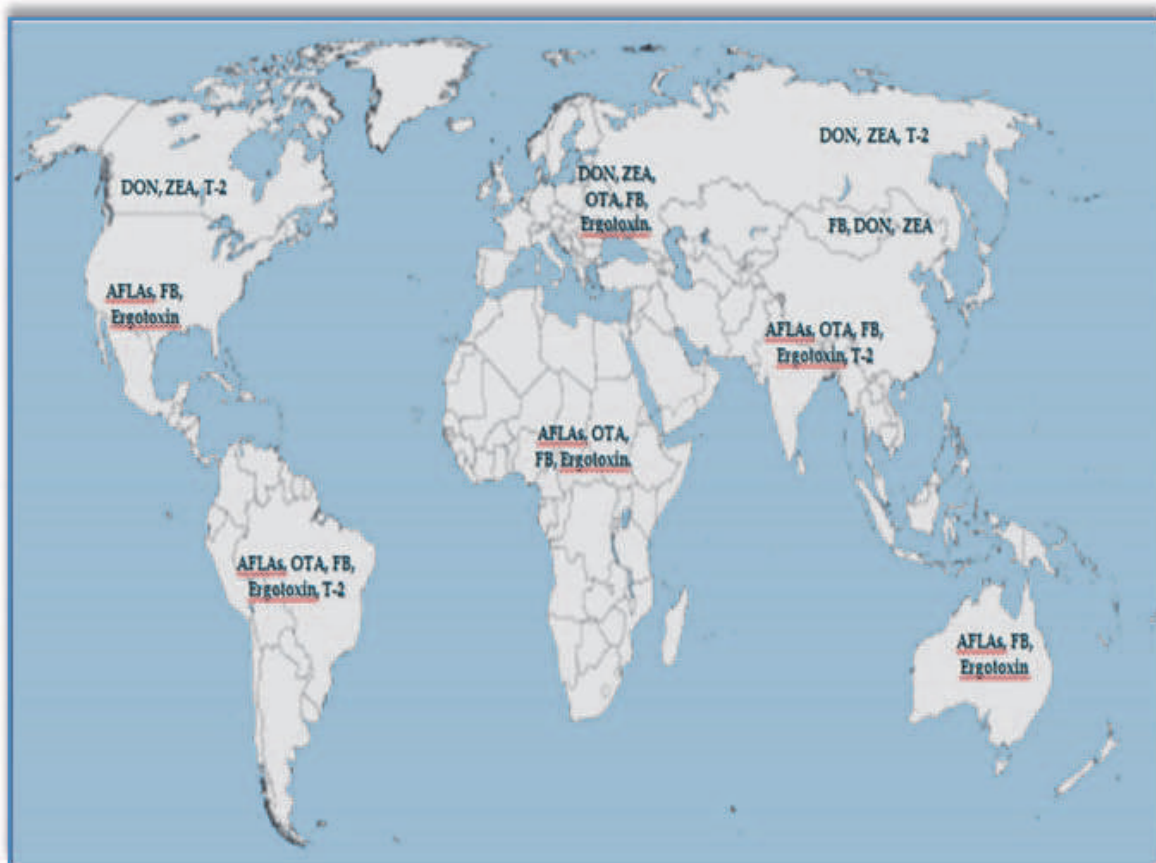 DON, ZEA, T-2
DON, ZEA, T-2
DON, ZEA,
OTA, FB,
Ergotoxin.
FB, DON, ZEA
AFLAs, FB,
Ergotoxin
AFLAs, OTA, FB,
Ergotoxin, T-2
AFLAs, OTA,
FB, Ergotoxin.
AFLAs, OTA, FB,
Ergotoxin, T-2
AFLAs, FB,
Ergotoxin